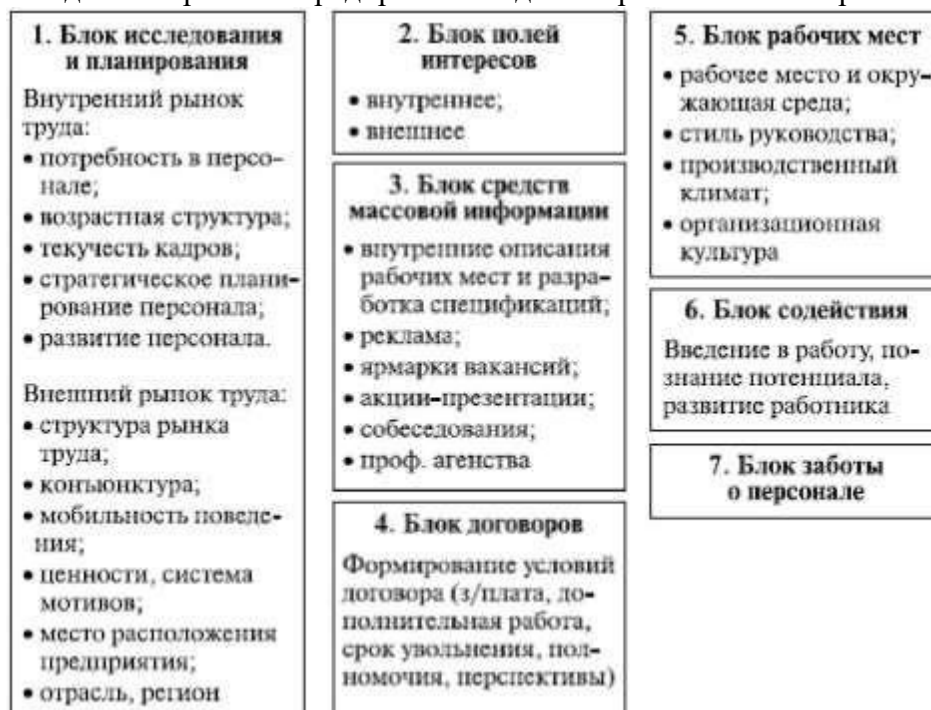 1. Блок исследования
и планирования
Внутренний рынок
труда:
• потребность в персо-
нале;
• возрастная структура;
• текучесть кадров;
• стратегическое плани-
рование персонала;
• развитие персонала.
Внешний рынок труда:
• структура рынка
труда;
• конъюнктура;
• мобильность поведе-
ния;
• ценности, система
мотивов;
• место расположения
предприятия;
• отрасль, регион
2. Блок полей
интересов
• внутреннее;
• внешнее
3. Блок средств
массовой информации
• внутренние описания
рабочих мест и разра-
ботка спецификаций;
• реклама;
• ярмарки вакансий;
• акции-презентации;
• собеседования;
• проф. агенства
4. Блок договоров
Формирование условий
договора (з/плата, до-
полнительная работа,
срок увольнения, пол-
номочия, перспективы)
5. Блок рабочих мест
• рабочее место и окру-
жающая среда;
• стиль руководства;
• производственный
климат;
• организационная
культура
6. Блок содействия
Введение в работу, по-
знание потенциала,
развитие работника
7. Блок заботы
о персонале